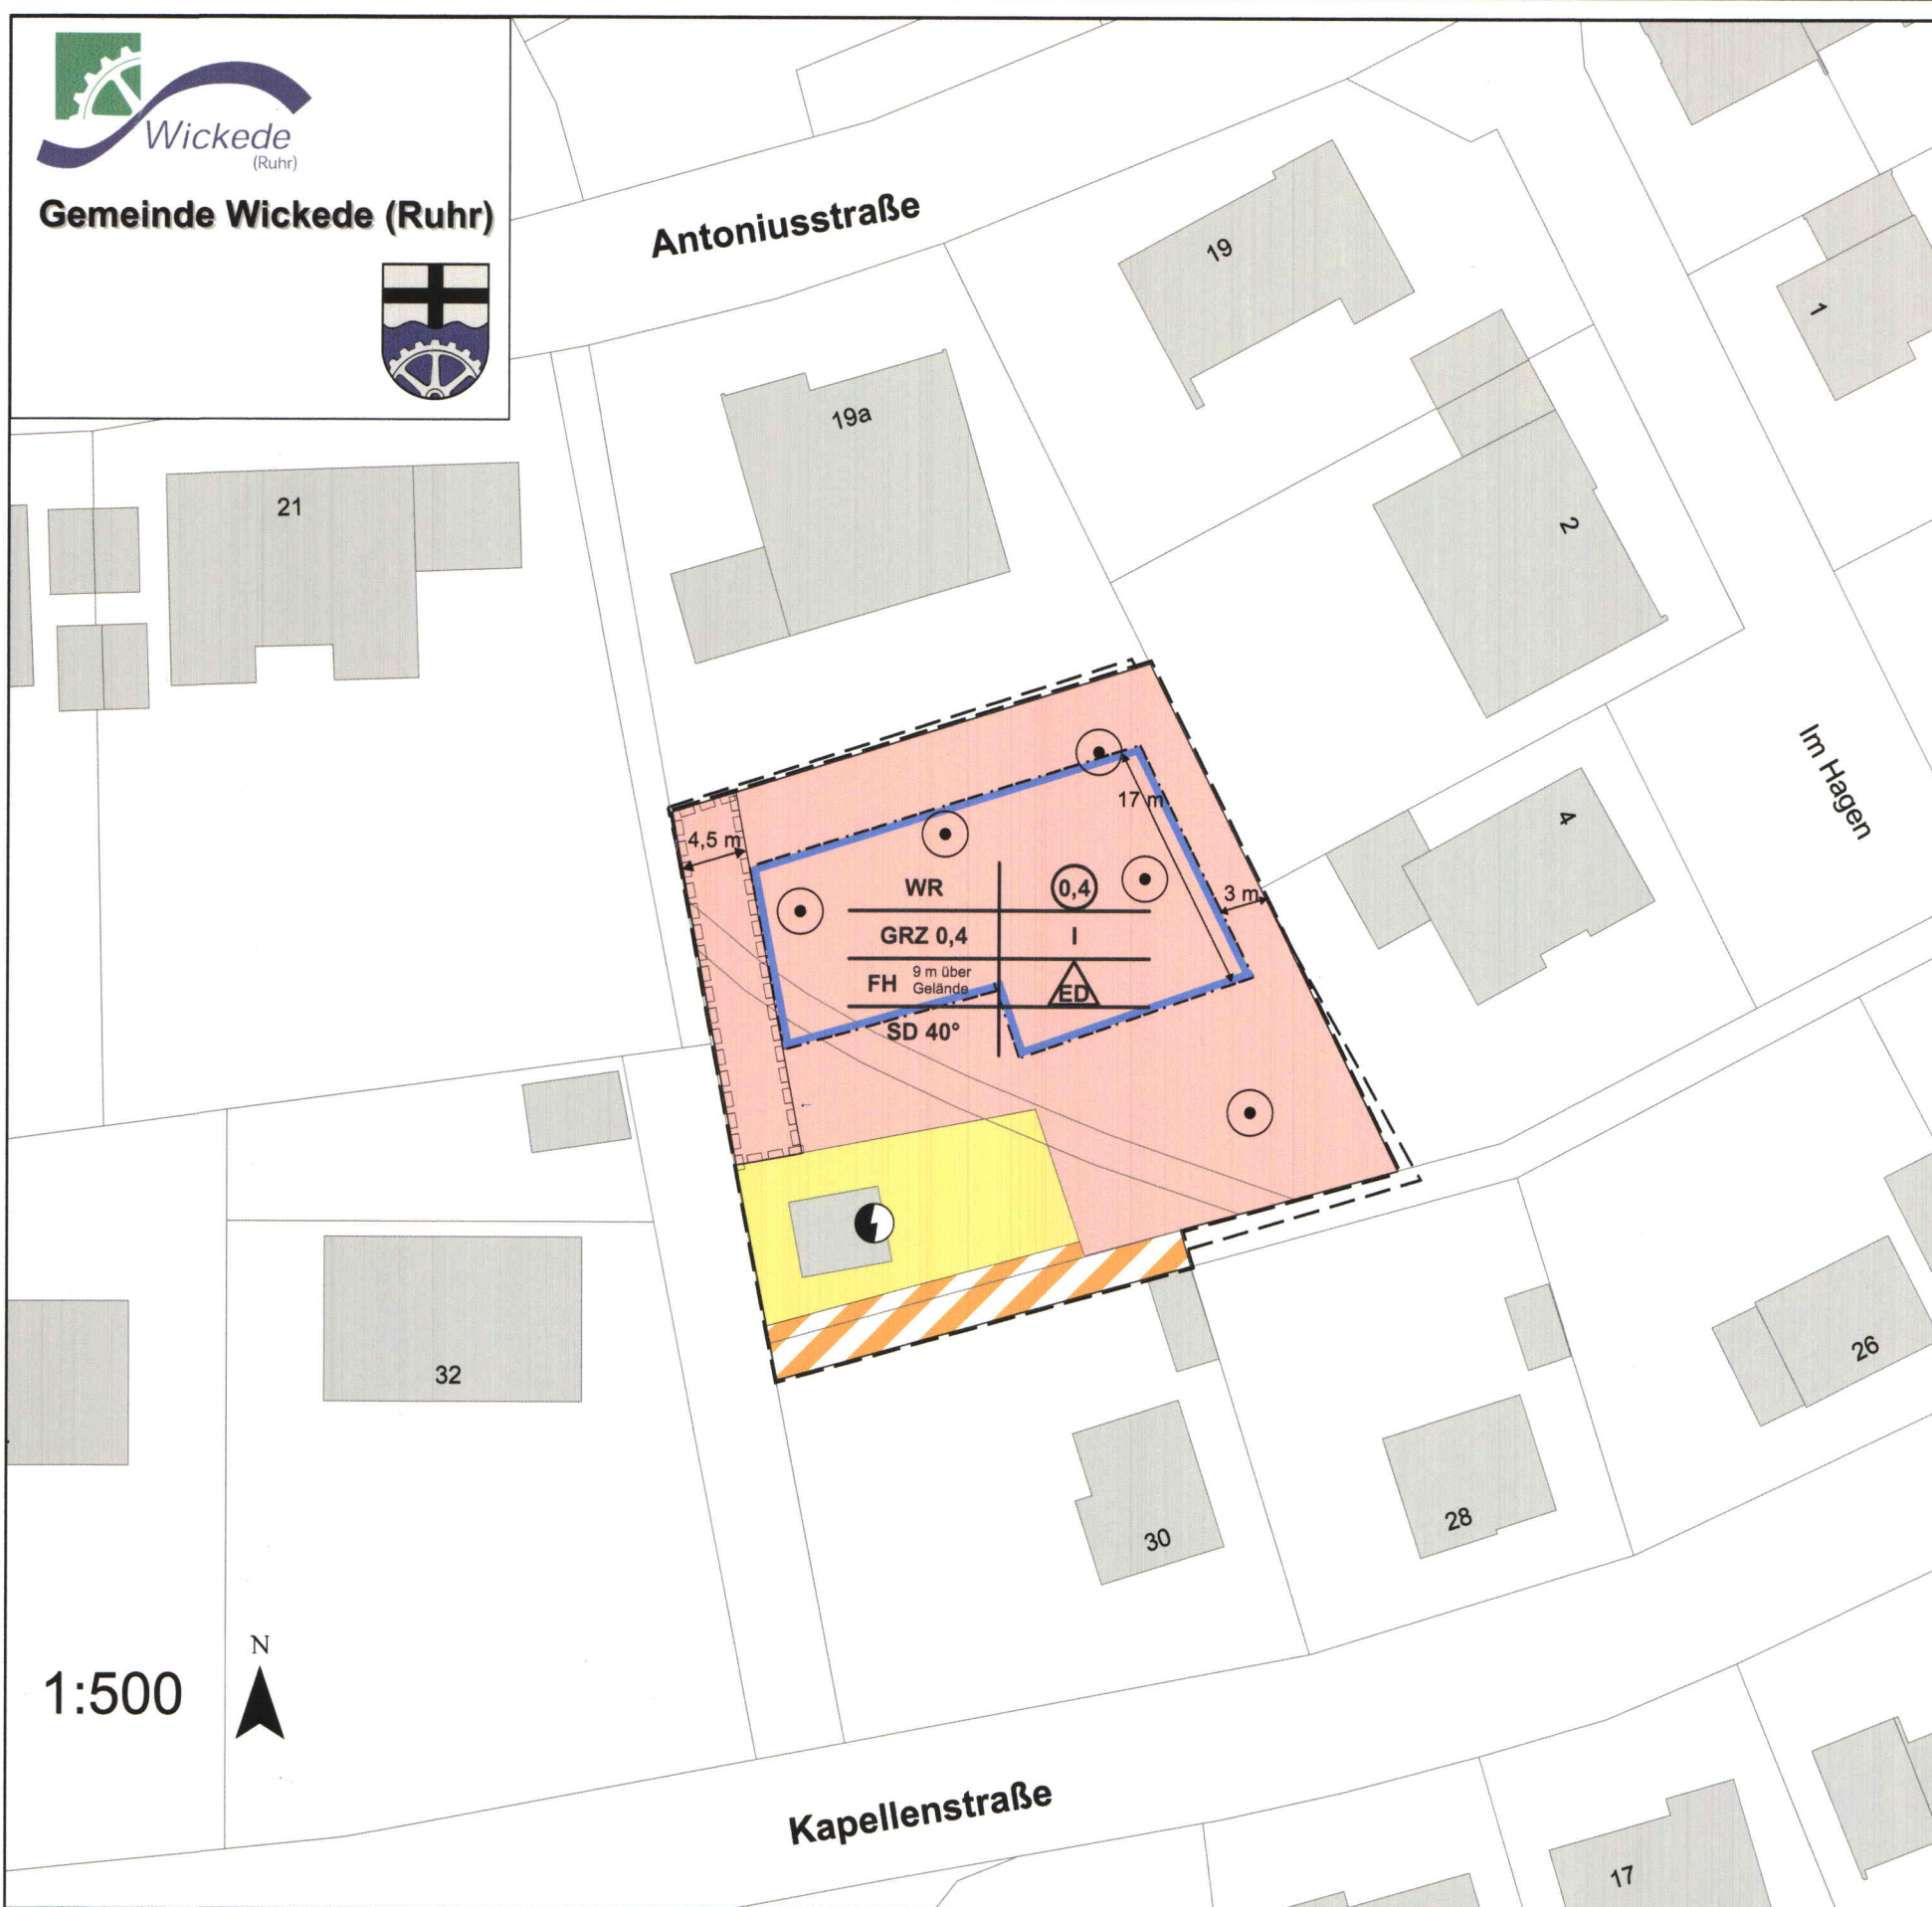 Wickede
(Ruhr)
Gemeinde Wickede (Ruhr)
Antoniusstraße
19
1
19a
2
21
Im Hagen
4
17 m
4,5 m
3 m
WR 0,4
GRZ 0,4 I
FH 9 m über
Gelände
ED
SD 40°
32
26
30
28
N
1:500
Kapellenstraße
17